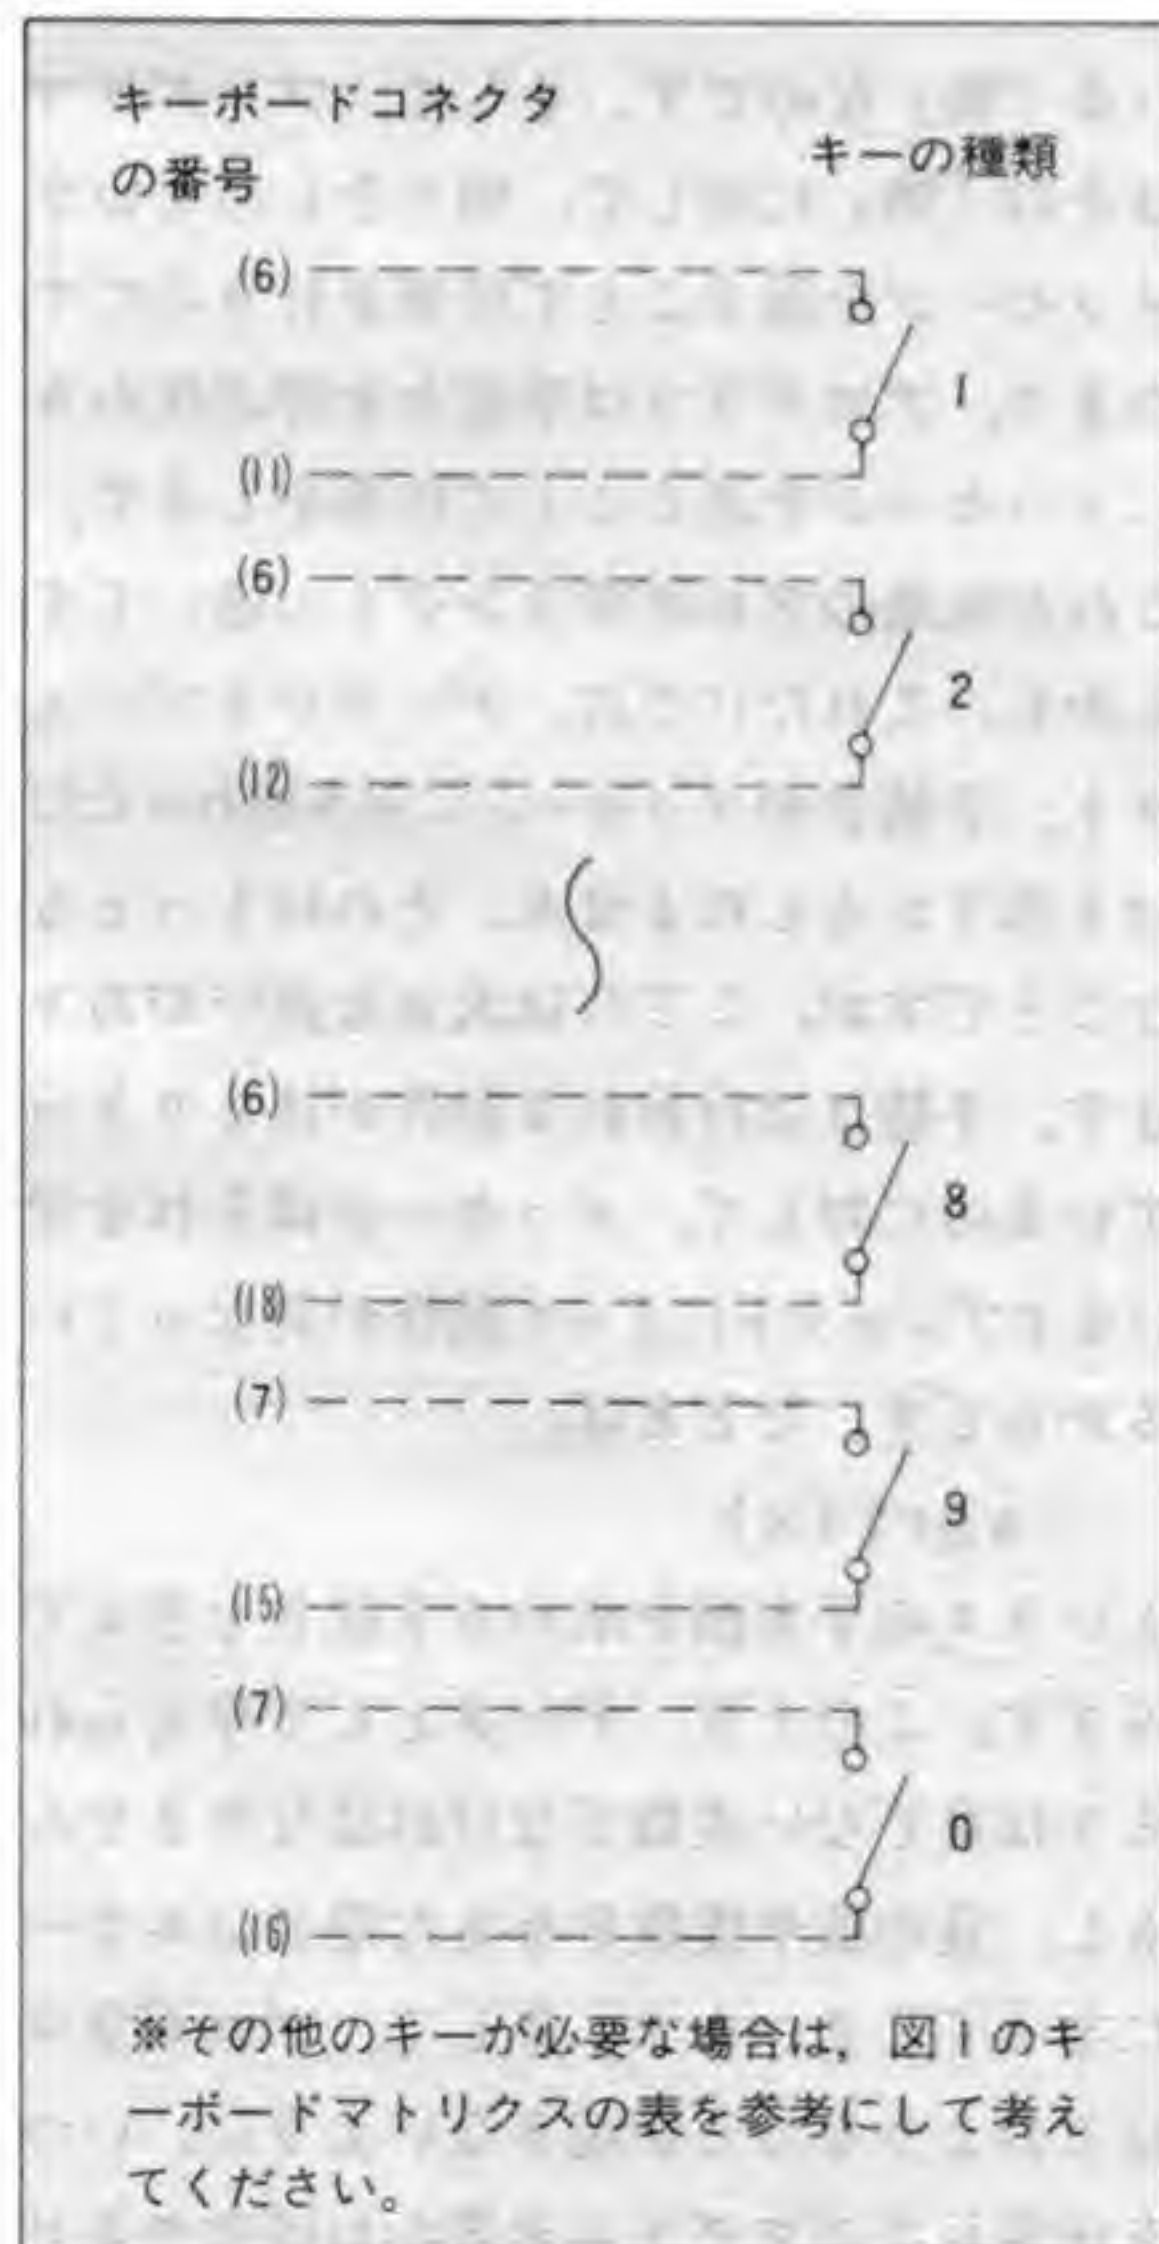 キーボードコネクタ
の番号
キーの種類
(6)
1
(11)
(6)
2
(12)
(6)
8
(18)
(7)
9
(15)
(7)
0
(16)
※その他のキーが必要な場合は，図1のキ
ーボードマトリクスの表を参考にして考え
てください。